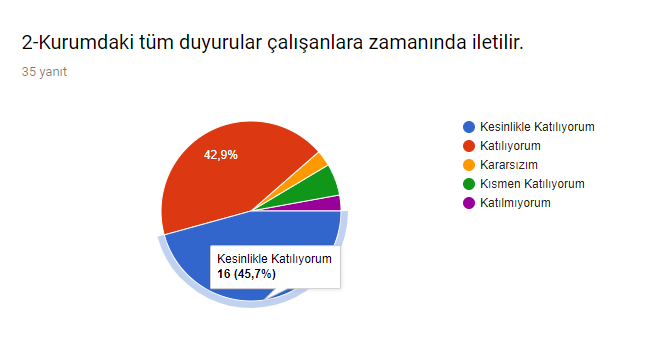 2-Kurumdaki tüm duyurular çalışanlara zamanında iletilir.
35 yanıt
42,9%
Kesinlikle Katılıyorum
16 (45,7%)
Kesinlikle Katılıyorum
Katılıyorum
Kararsızım
Kısmen Katılıyorum
Katılmıyorum